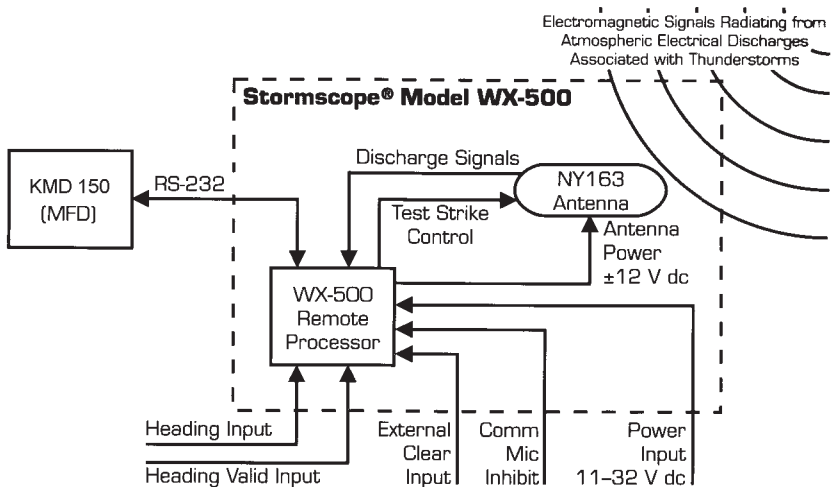 Electromagnetic Signals Radiating from
Atmospheric Electrical Discharges
Associated with Thunderstorms
Stormscope® Model WX-500
KMD 150
(MFD)
RS-232
Discharge Signals
NY163
Antenna
Test Strike
Control
Antenna
Power
±12 V dc
WX-500
Remote
Processor
Heading Input
Heading Valid Input
External
Clear
Input
Comm
Mic
Inhibit
Power
Input
11–32 V dc